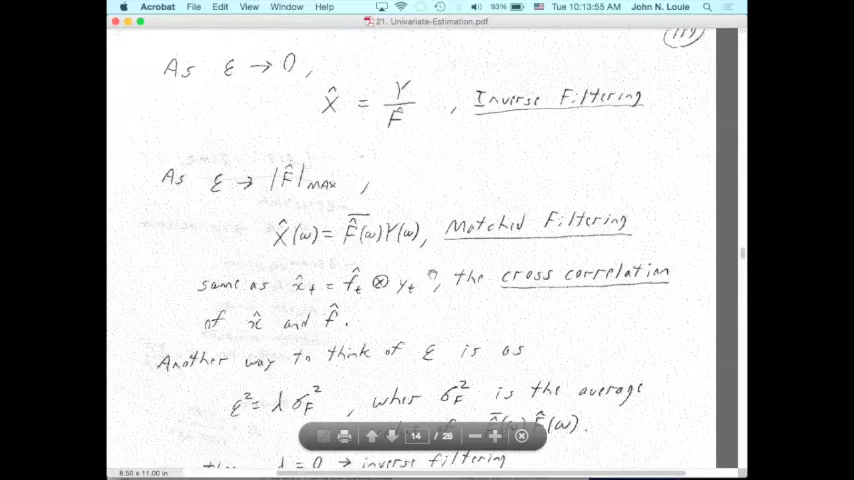 Acrobat File Edit View Window Help 93% Tue 10:13:55 AM John N. Louie
21. Univariate-Estimation.pdf
119
As ε → 0,
X̂ = Y / F̂ , Inverse Filtering
As ε → |F̂|MAX ,
X̂(ω) = F̂(ω)Y(ω), Matched Filtering
same as x̂t = f̂t ⊗ yt , the cross correlation
of x̂ and f̂.
Another way to think of ε is as
ε² = λ σF² , wher σF² is the average
F̂(ω) F̂(ω).
14 / 26
λ = 0 → inverse filtering
8.50 x 11.00 in